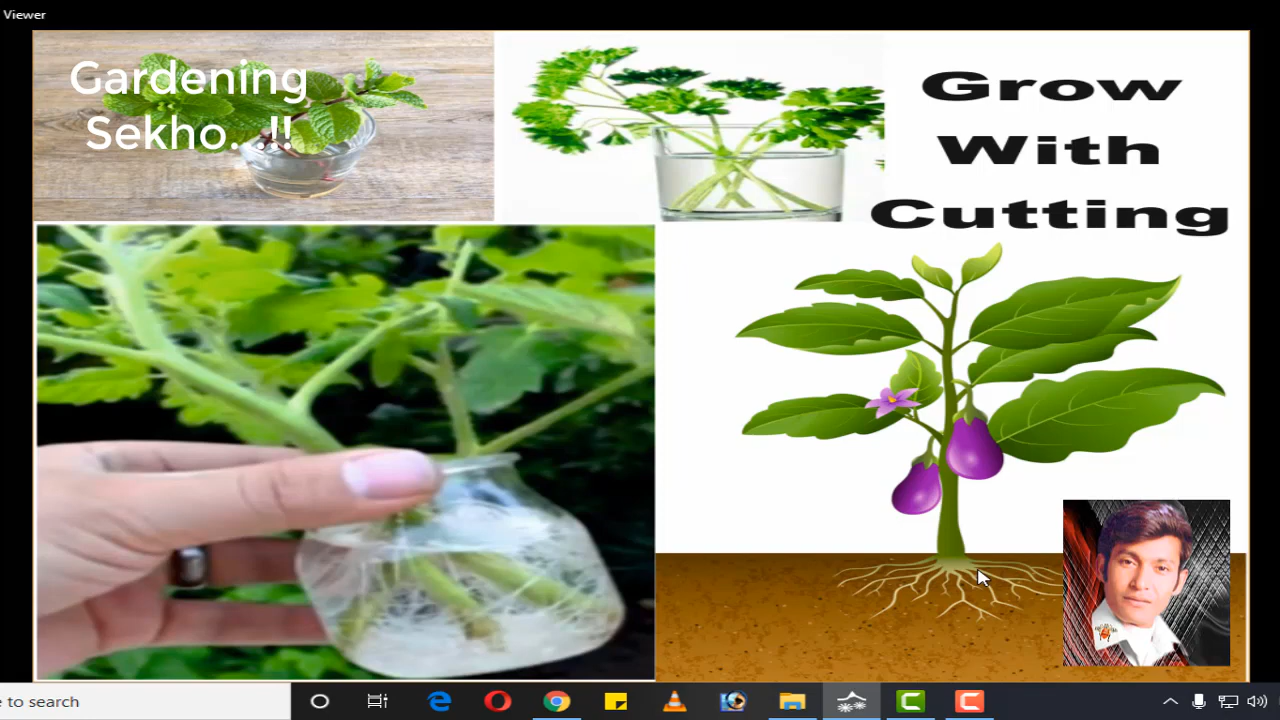 Viewer
Gardening
Sekho...!!
Grow
With
Cutting
e to search